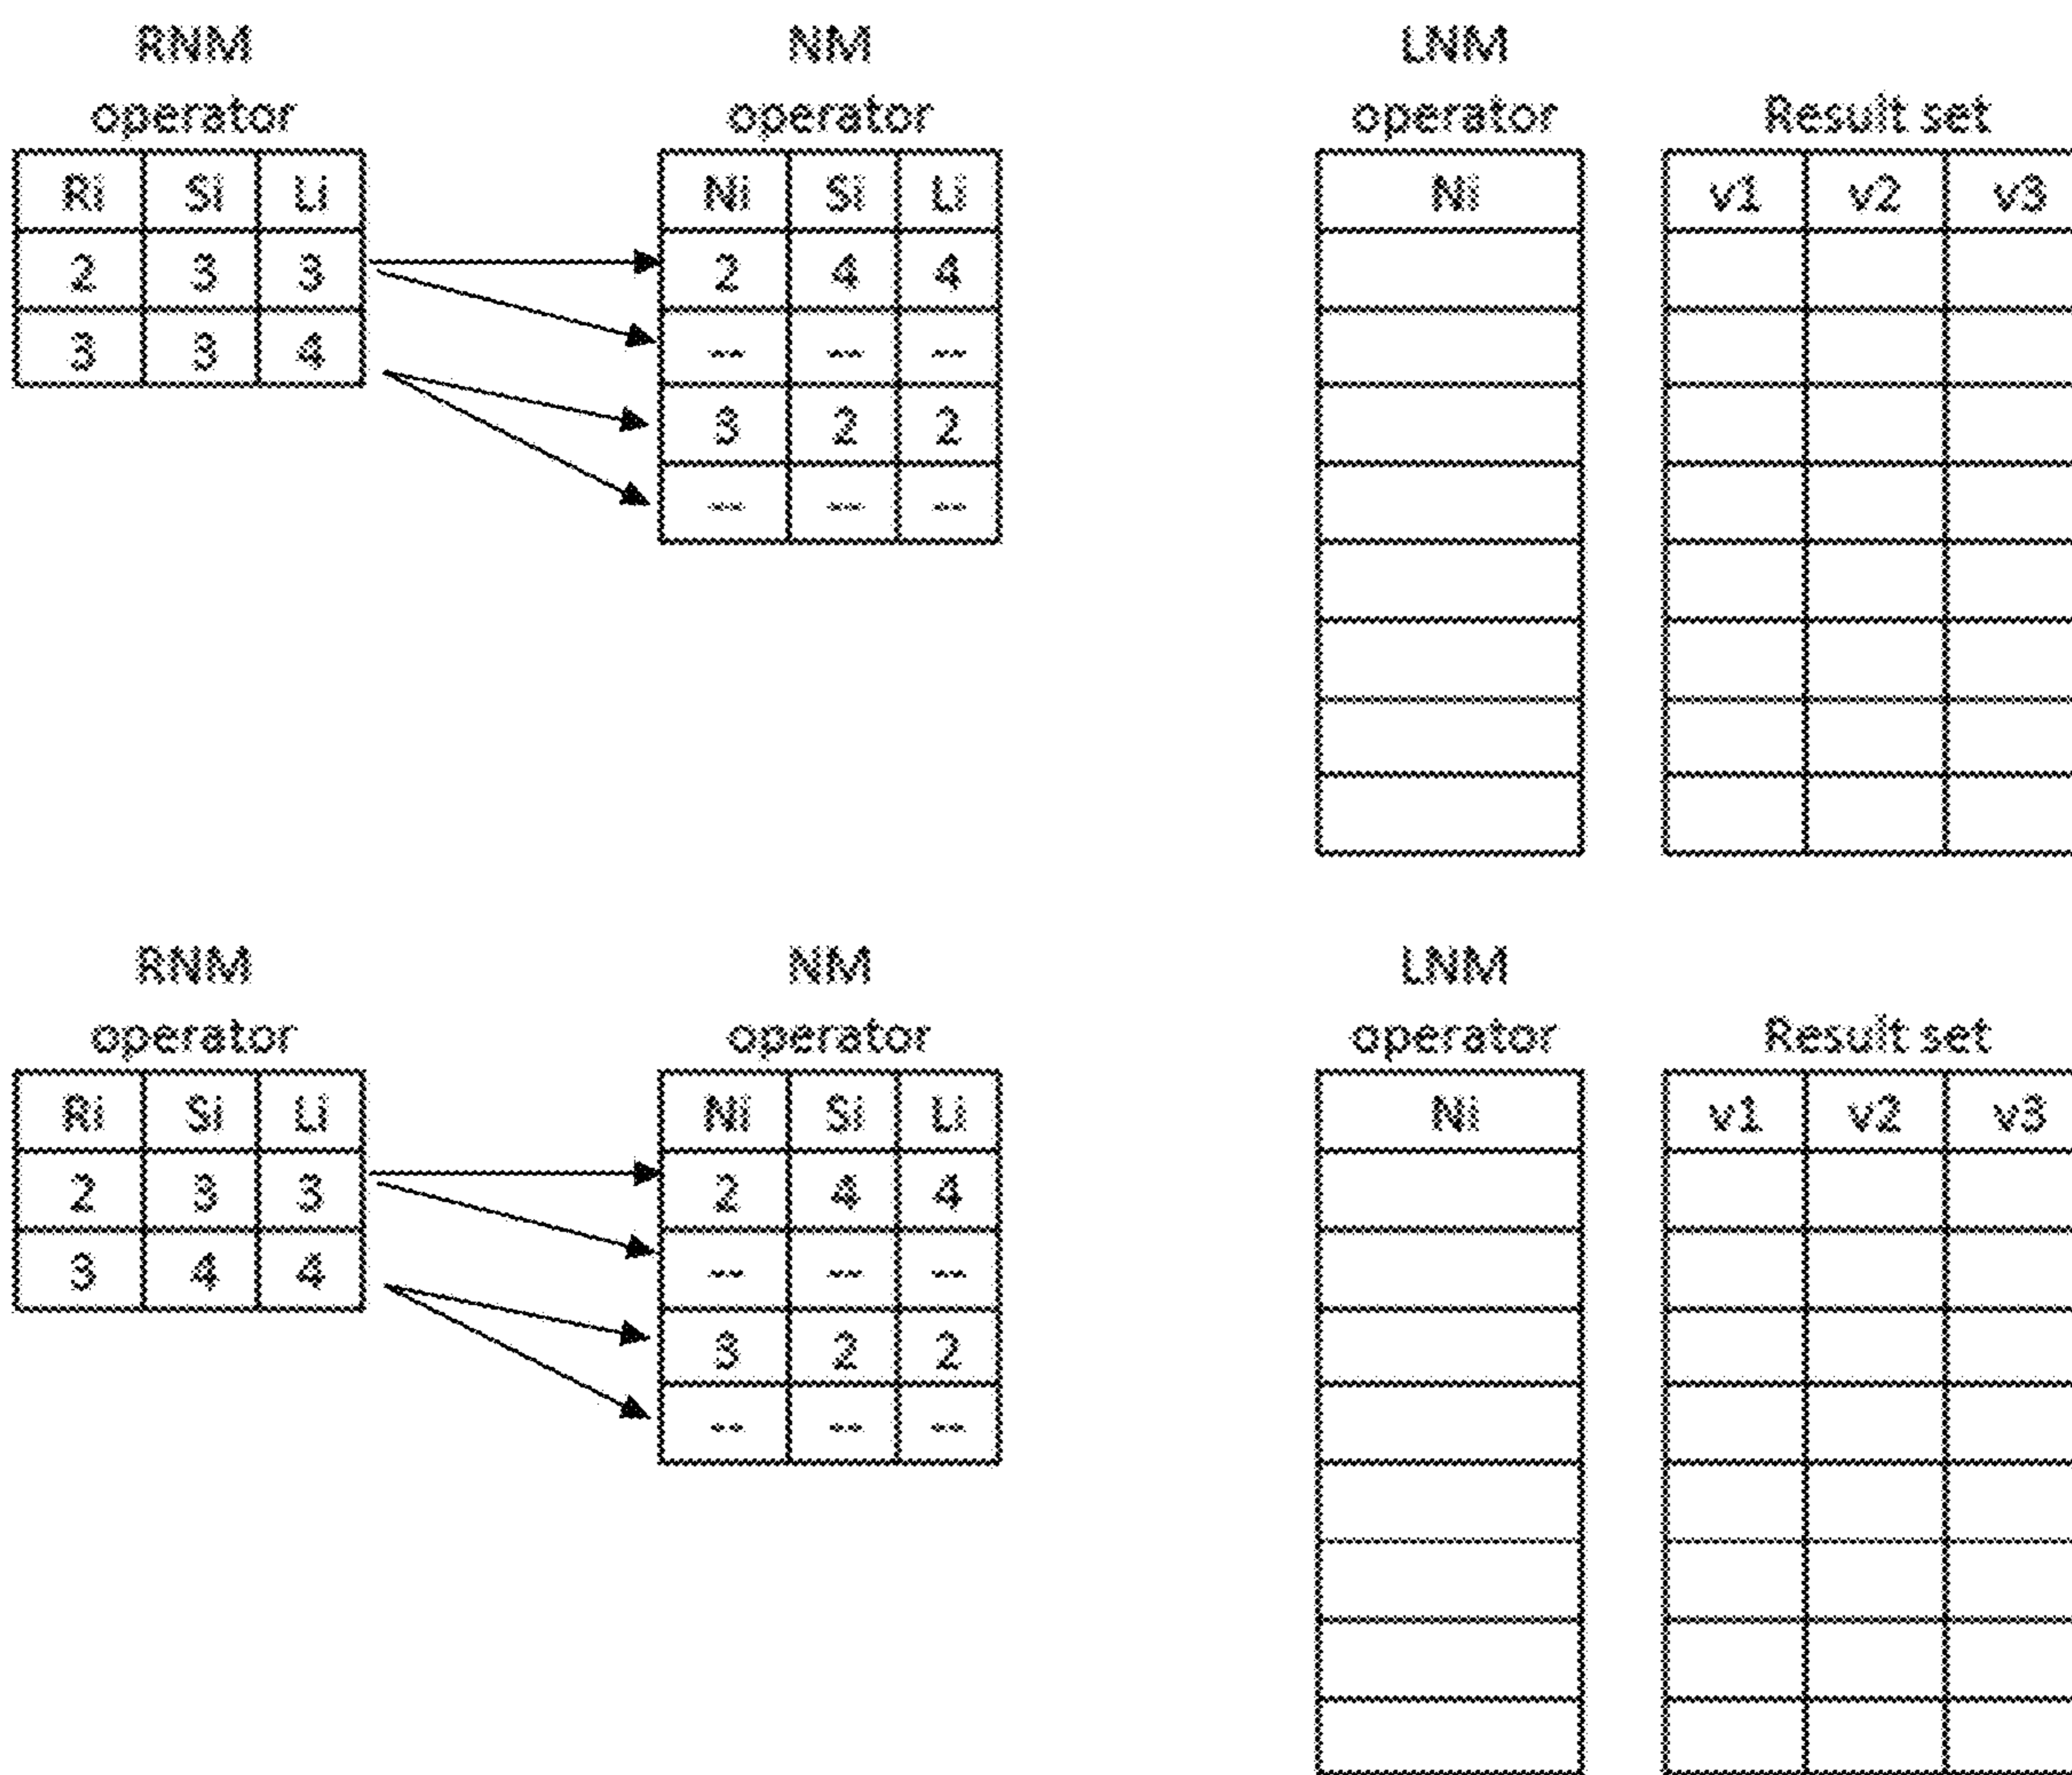 RNM NM LNM
operator operator operator Result set
Ri Si Li Ni Si Li Ni v1 v2 v3
2 3 3 2 4 4
3 3 4 -- -- --
3 2 2
-- -- --
RNM NM LNM
operator operator operator Result set
Ri Si Li Ni Si Li Ni v1 v2 v3
2 3 3 2 4 4
3 4 4 -- -- --
3 2 2
-- -- --